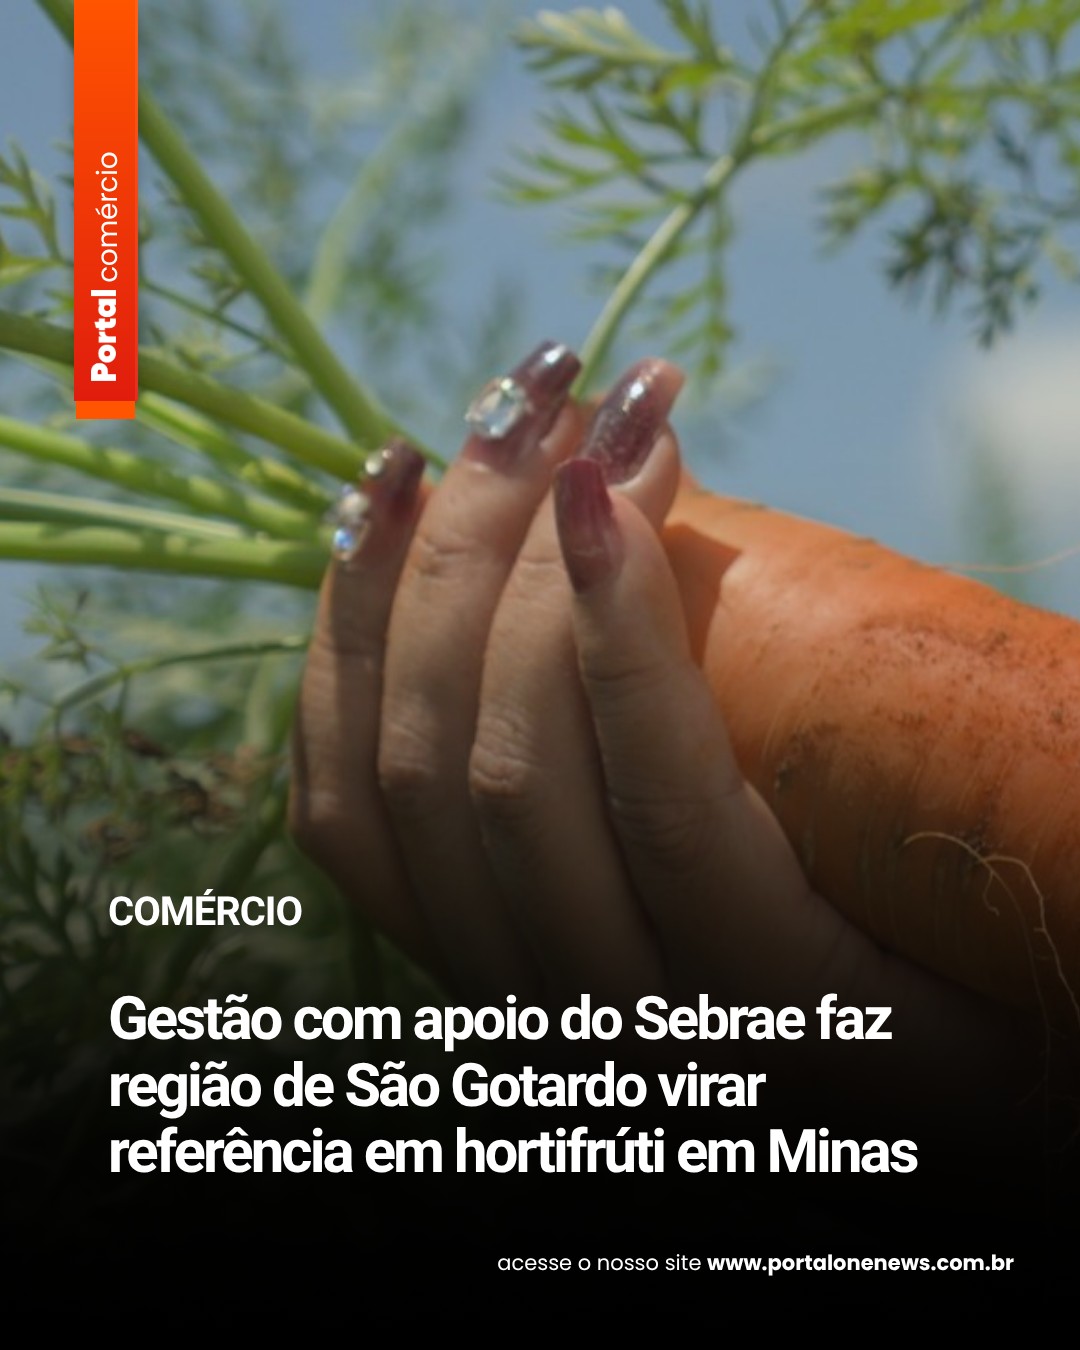 Portal comércio
COMÉRCIO
Gestão com apoio do Sebrae faz
região de São Gotardo virar
referência em hortifrúti em Minas
acesse o nosso site www.portalonenews.com.br